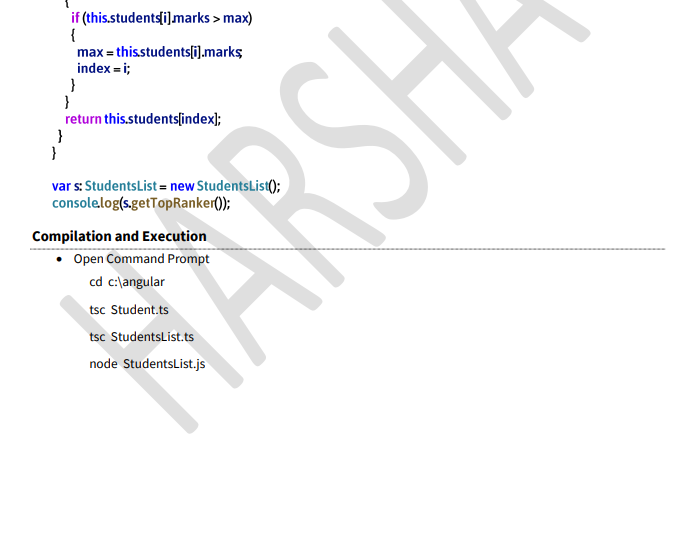 {
if (this.students[i].marks > max)
{
max = this.students[i].marks;
index = i;
}
}
return this.students[index];
}
}
var s: StudentsList = new StudentsList();
console.log(s.getTopRanker());
Compilation and Execution
• Open Command Prompt
cd c:\angular
tsc Student.ts
tsc StudentsList.ts
node StudentsList.js
HARSHA